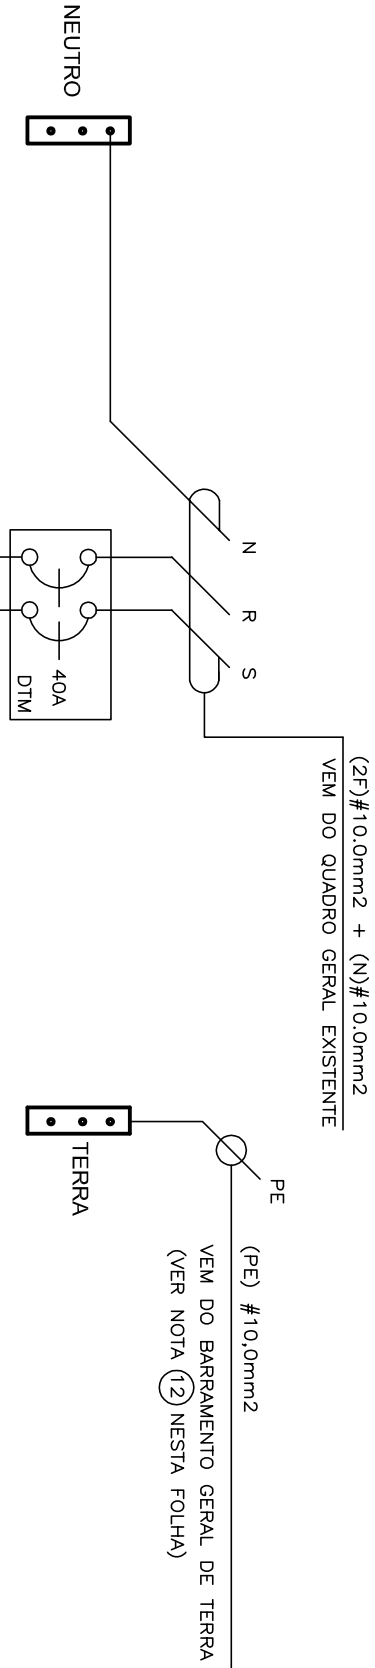 (2F)#10.0mm2 + (N)#10.0mm2
VEM DO QUADRO GERAL EXISTENTE
N
R
S
NEUTRO
40A
DTM
PE
(PE) #10,0mm2
VEM DO BARRAMENTO GERAL DE TERRA
(VER NOTA 12 NESTA FOLHA)
TERRA